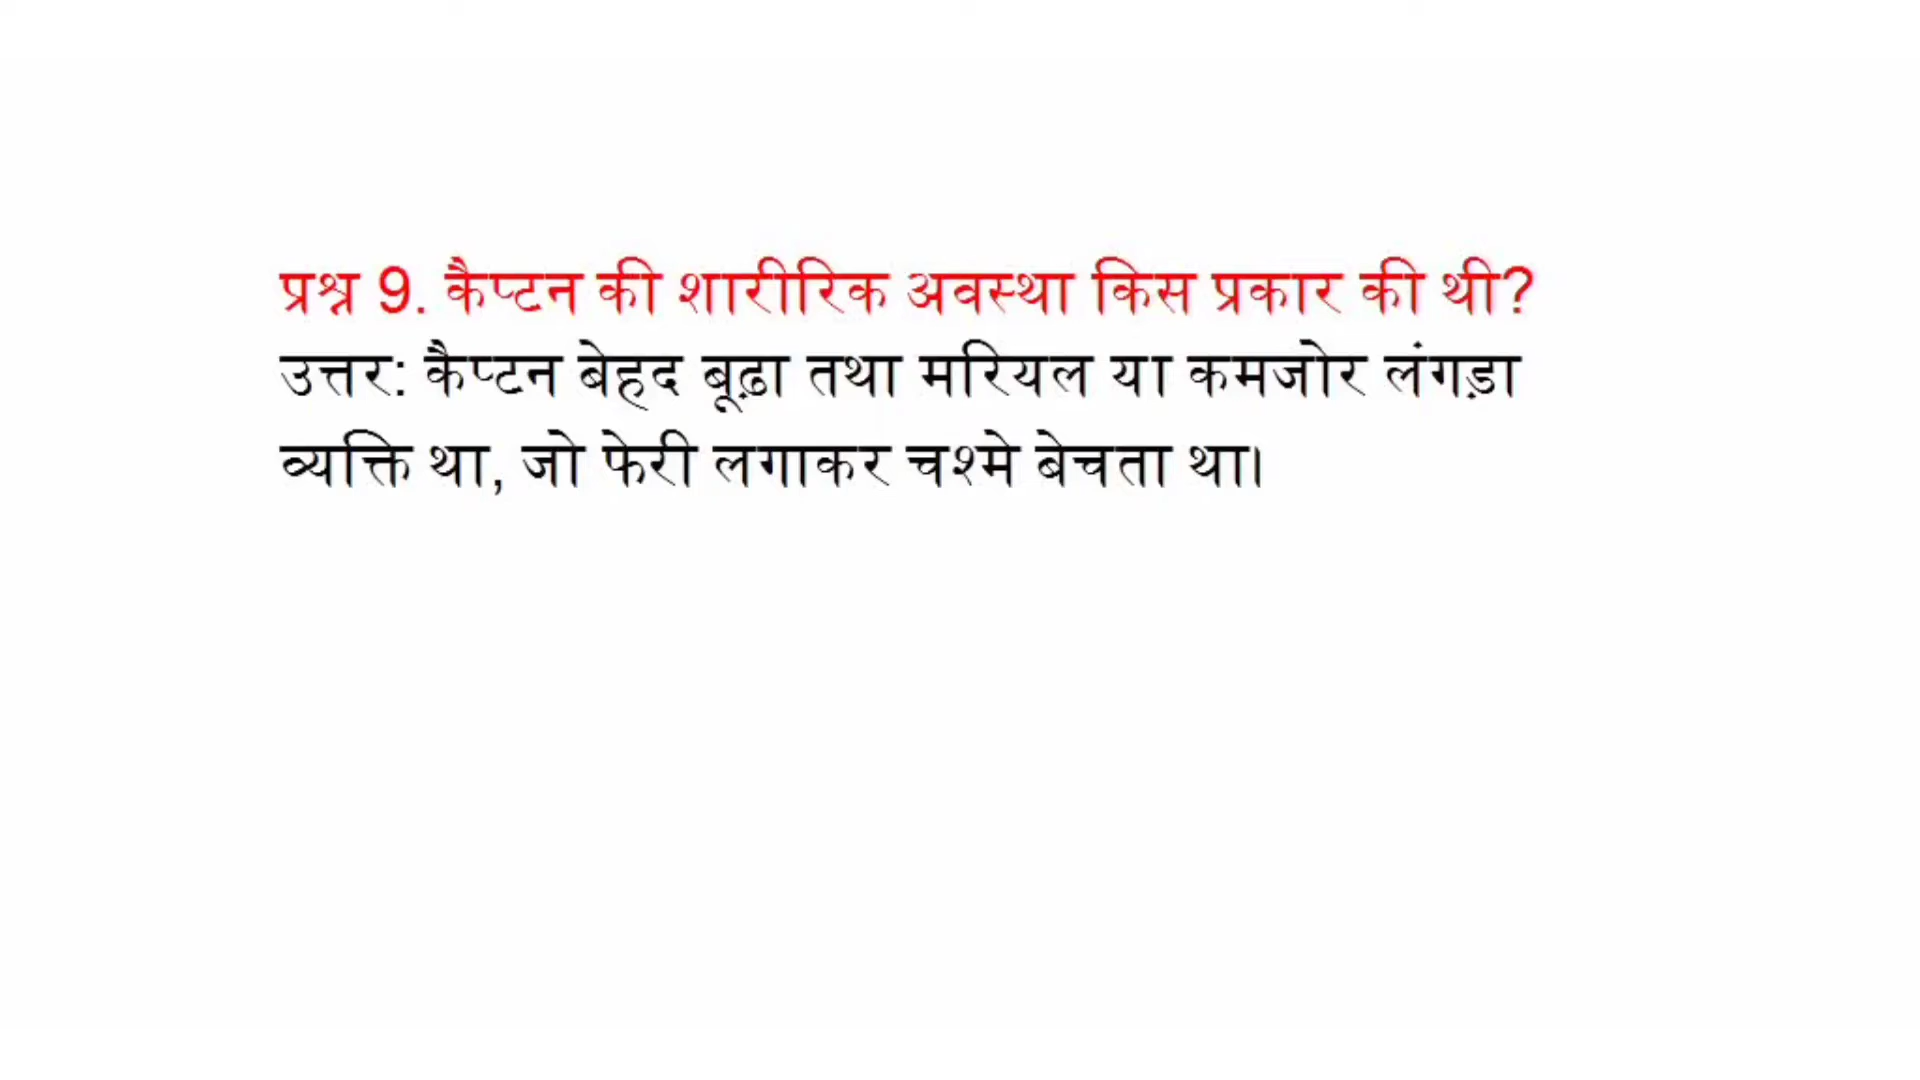 प्रश्न 9. कैप्टन की शारीरिक अवस्था किस प्रकार की थी?
उत्तर: कैप्टन बेहद बूढ़ा तथा मरियल या कमजोर लंगड़ा
व्यक्ति था, जो फेरी लगाकर चश्मे बेचता था।